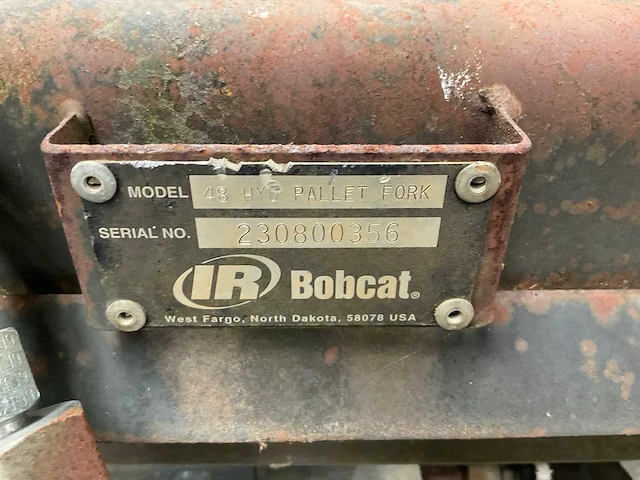 MODEL 48 HYD PALLET FORK
SERIAL NO. 230800356
IR Bobcat®
West Fargo, North Dakota, 58078 USA